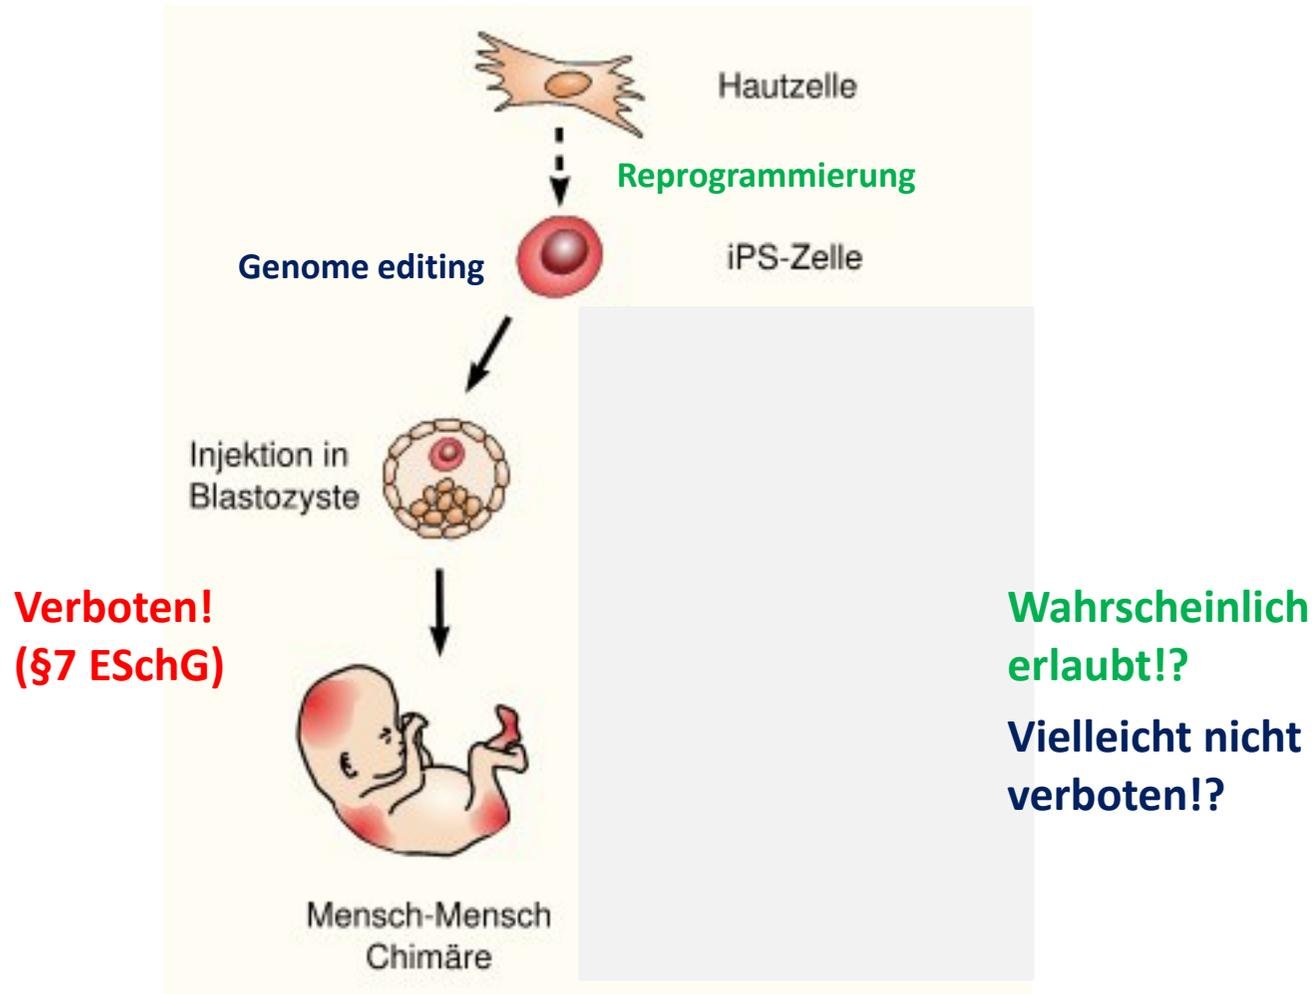 Hautzelle
Reprogrammierung
iPS-Zelle
Genome editing
Injektion in
Blastozyste
Verboten!
(§7 ESchG)
Wahrscheinlich
erlaubt!?
Vielleicht nicht
verboten!?
Mensch-Mensch
Chimäre